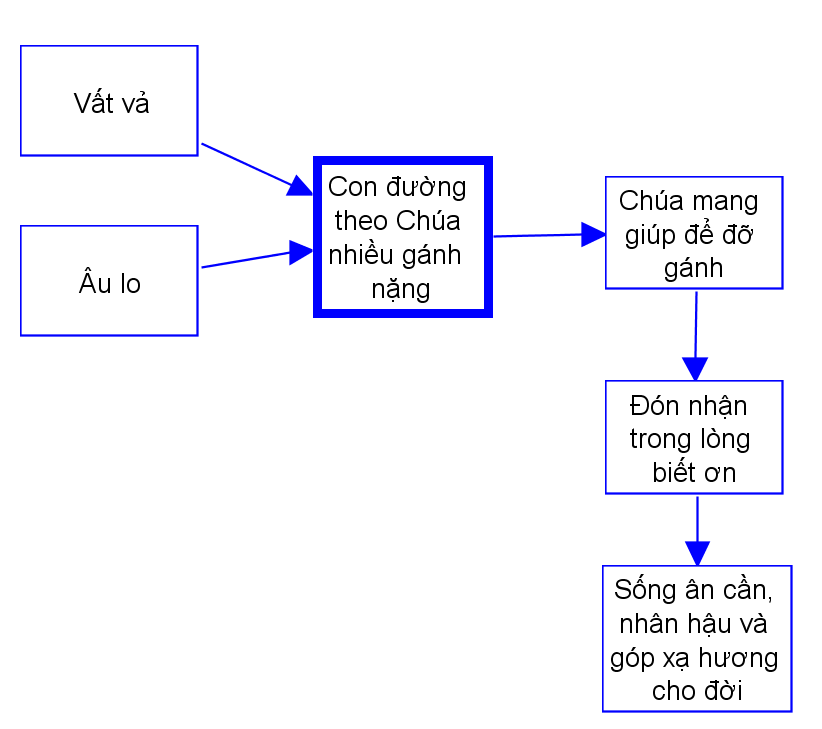 Vất vả
Âu lo
Con đường
theo Chúa
nhiều gánh
nặng
Chúa mang
giúp để đỡ
gánh
Đón nhận
trong lòng
biết ơn
Sống ân cần,
nhân hậu và
góp xạ hương
cho đời